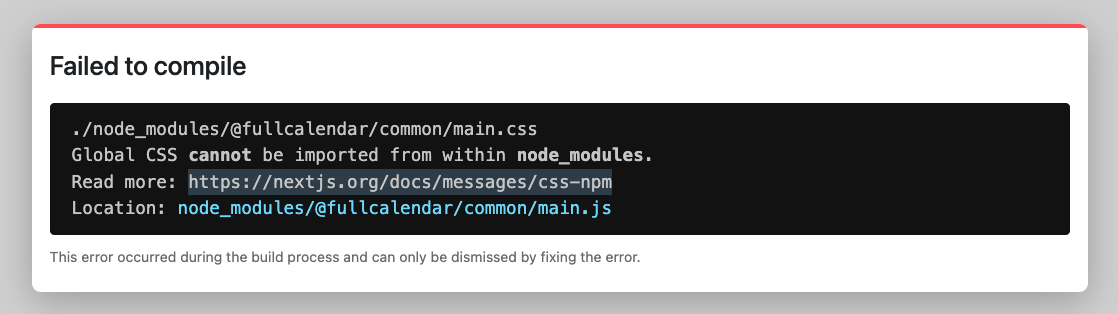 Failed to compile
./node_modules/@fullcalendar/common/main.css
Global CSS cannot be imported from within node_modules.
Read more: https://nextjs.org/docs/messages/css-npm
Location: node_modules/@fullcalendar/common/main.js
This error occurred during the build process and can only be dismissed by fixing the error.